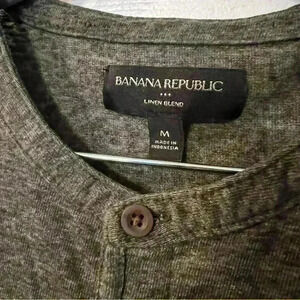 BANANA REPUBLIC
LINEN BLEND
M
MADE IN
INDONESIA